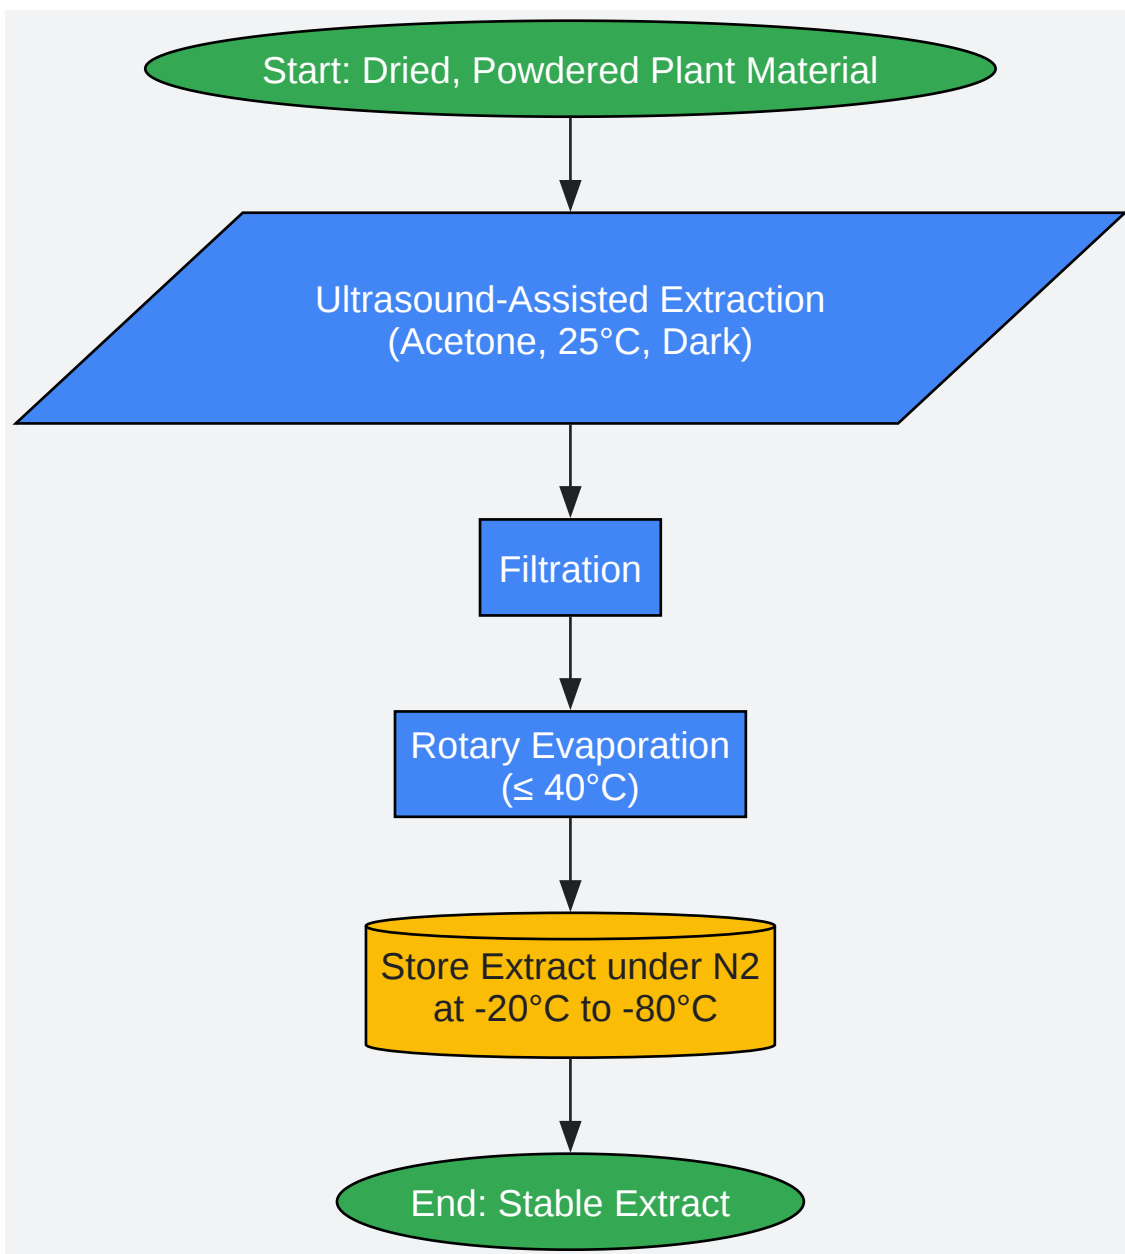 Start: Dried, Powdered Plant Material
Ultrasound-Assisted Extraction
(Acetone, 25°C, Dark)
Filtration
Rotary Evaporation
(≤ 40°C)
Store Extract under N2
at -20°C to -80°C
End: Stable Extract